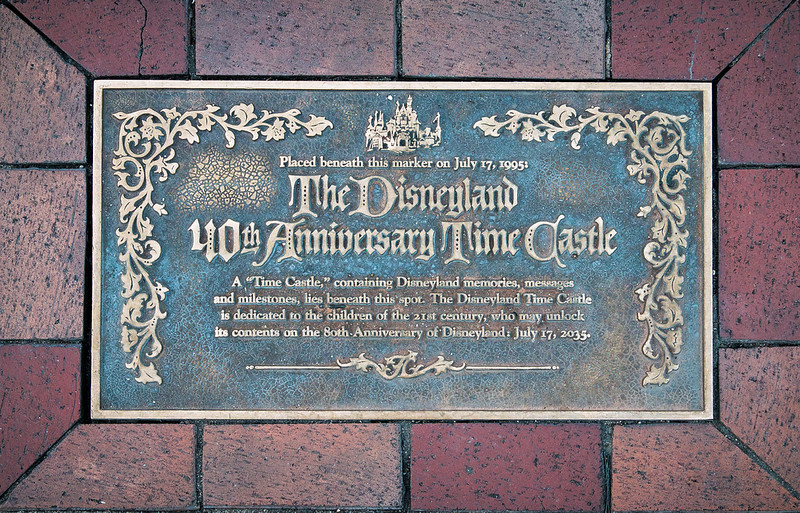 Placed beneath this marker on July 17, 1995:
The Disneyland
40th Anniversary Time Castle
A "Time Castle," containing Disneyland memories, messages
and milestones, lies beneath this spot. The Disneyland Time Castle
is dedicated to the children of the 21st century, who may unlock
its contents on the 80th Anniversary of Disneyland: July 17, 2035.